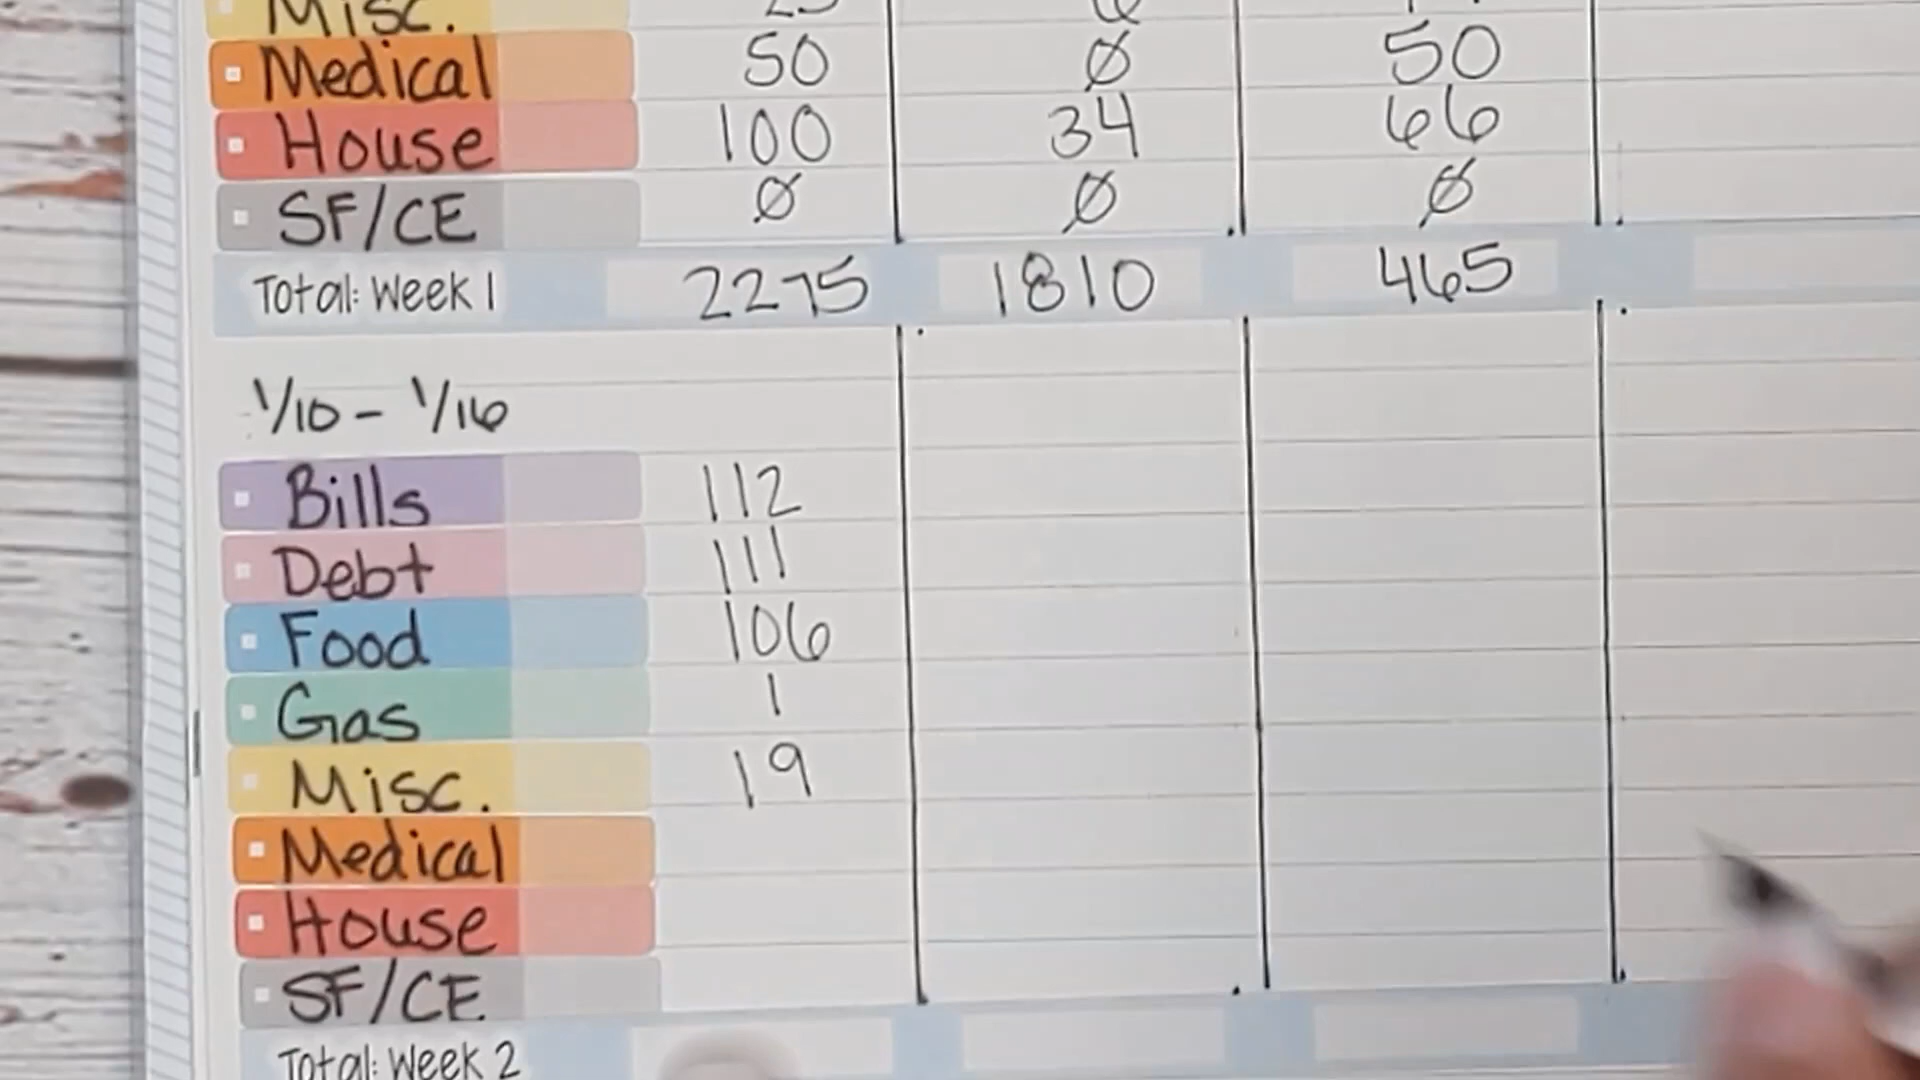 Misc.
Medical 50 Ø 50
House 100 34 66
SF/CE Ø Ø Ø
Total: Week 1 2275 1810 465
1/10 - 1/16
Bills 112
Debt 111
Food 106
Gas 1
Misc. 19
Medical
House
SF/CE
Total: Week 2